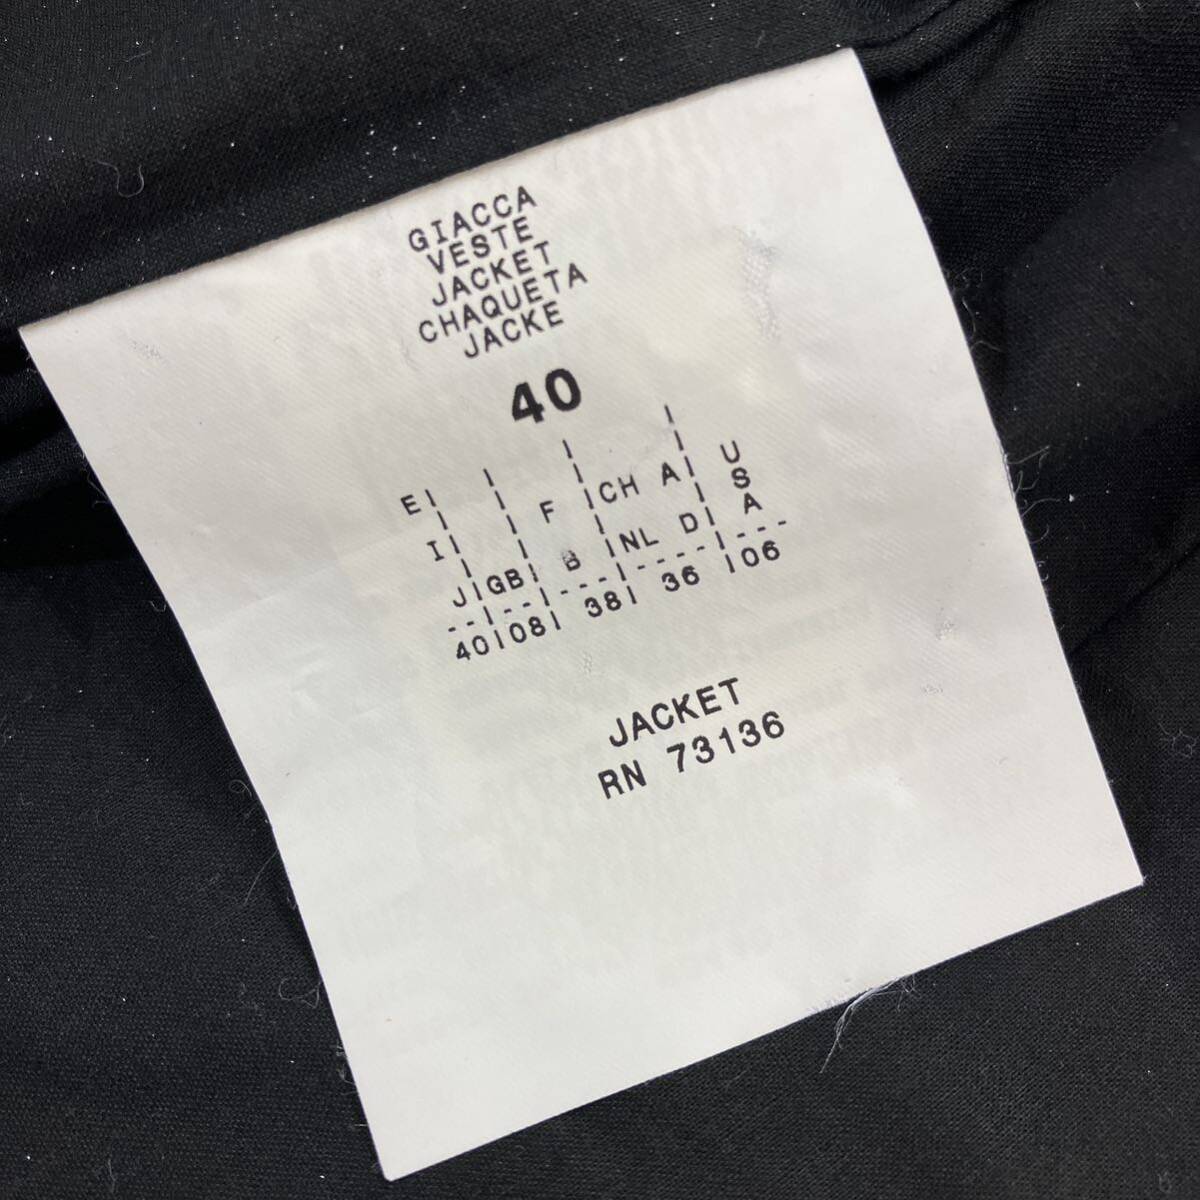 GIACCA
VESTE
JACKET
CHAQUETA
JACKE
40
E| | | | U
I| | F |CH A| S
J|GB| B |NL D| A
--|--|---|----|---
40|08| 38| 36 |06
JACKET
RN 73136